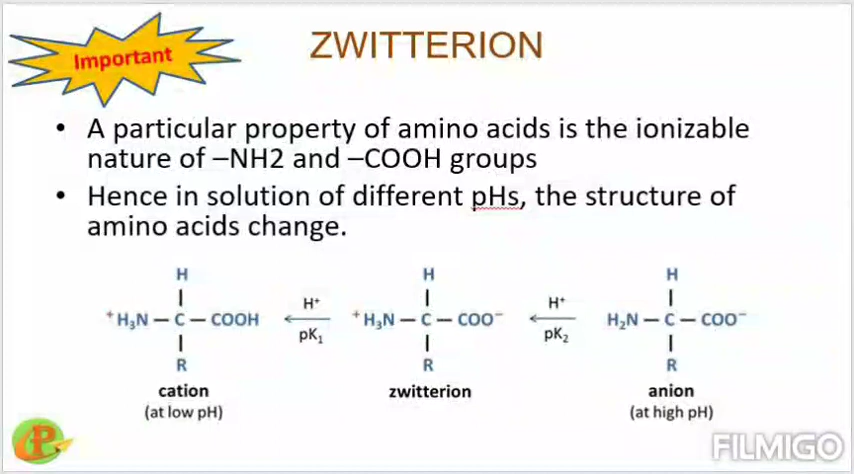 Important
ZWITTERION
• A particular property of amino acids is the ionizable
nature of –NH2 and –COOH groups
• Hence in solution of different pHs, the structure of
amino acids change.
H H H
⁺H₃N — C — COOH H⁺ pK₁ ⁺H₃N — C — COO⁻ H⁺ pK₂ H₂N — C — COO⁻
R R R
cation zwitterion anion
(at low pH) (at high pH)
P
FILMIGO